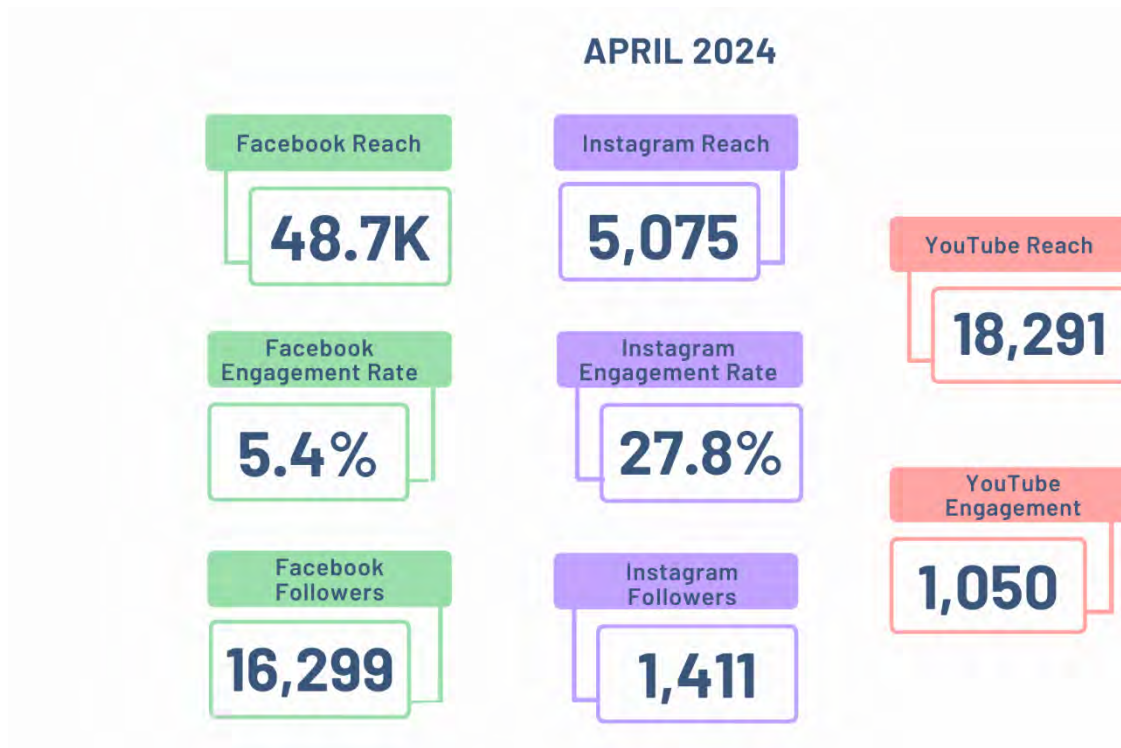 APRIL 2024
Facebook Reach
48.7K
Facebook
Engagement Rate
5.4%
Facebook
Followers
16,299
Instagram Reach
5,075
Instagram
Engagement Rate
27.8%
Instagram
Followers
1,411
YouTube Reach
18,291
YouTube
Engagement
1,050